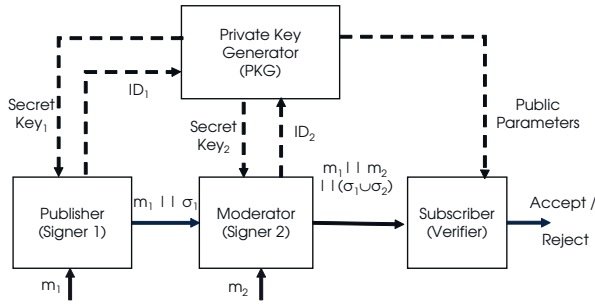 Private Key
Generator
(PKG)
Secret
Key₁
ID₁
Secret
Key₂
ID₂
Public
Parameters
m₁ || σ₁
m₁ || m₂
||(σ₁∪σ₂)
Publisher
(Signer 1)
Moderator
(Signer 2)
Subscriber
(Verifier)
Accept /
Reject
m₁
m₂